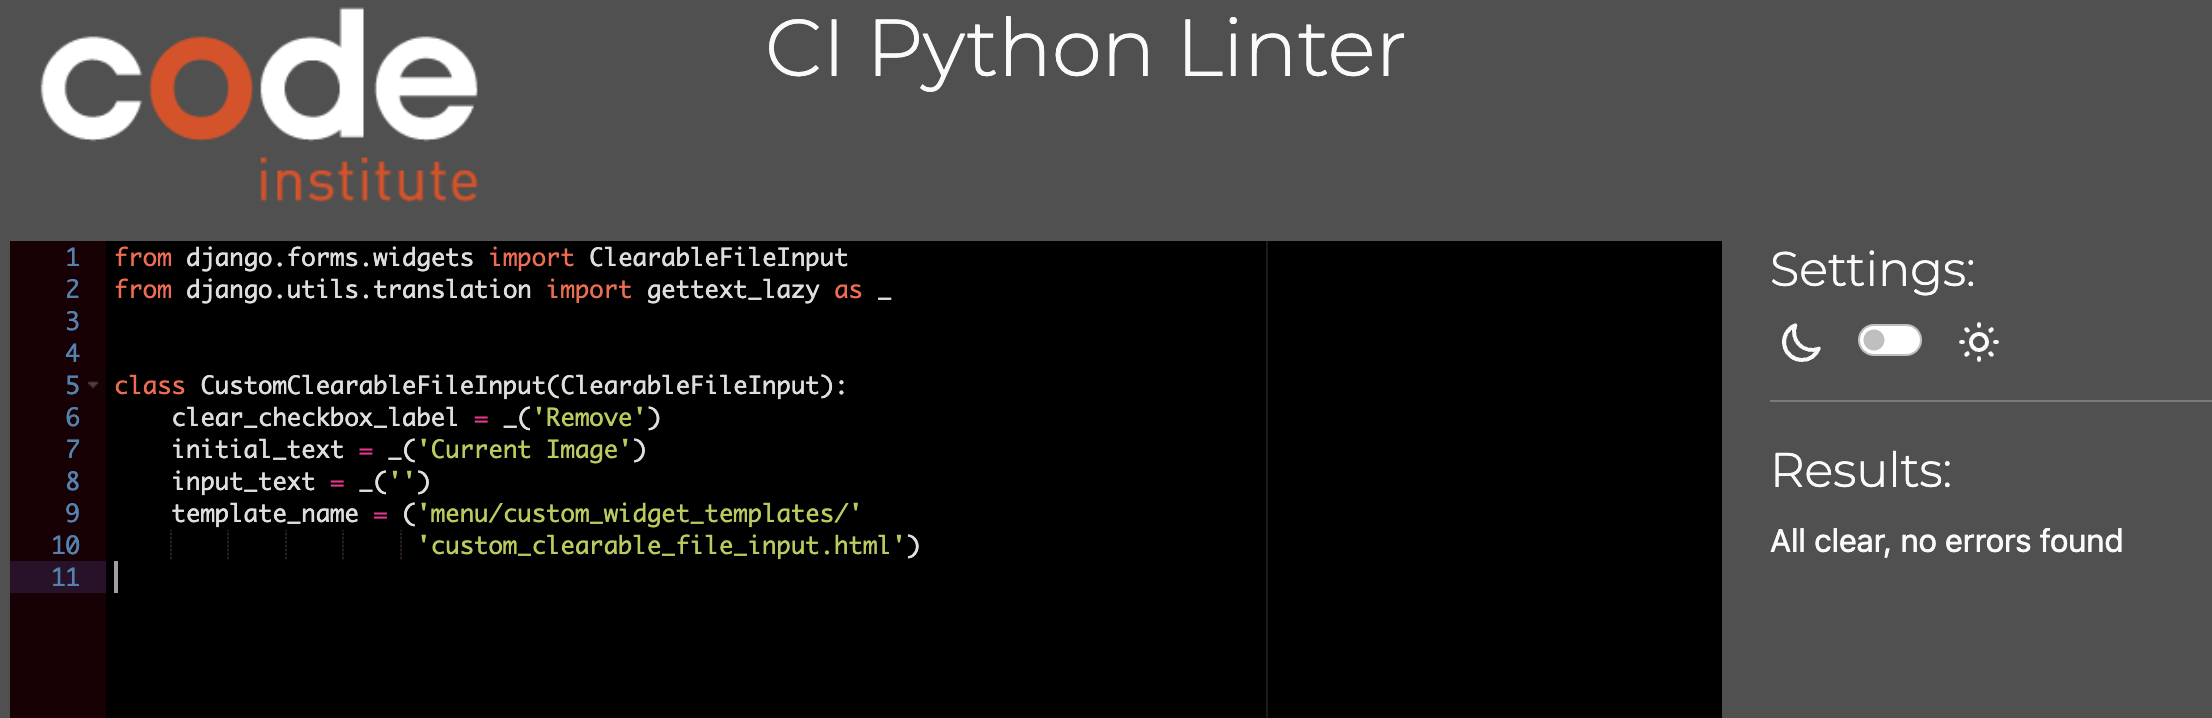 code
institute
CI Python Linter
1 from django.forms.widgets import ClearableFileInput
2 from django.utils.translation import gettext_lazy as _
3
4
5 class CustomClearableFileInput(ClearableFileInput):
6     clear_checkbox_label = _('Remove')
7     initial_text = _('Current Image')
8     input_text = _('')
9     template_name = ('menu/custom_widget_templates/'
10                      'custom_clearable_file_input.html')
11
Settings:
Results:
All clear, no errors found